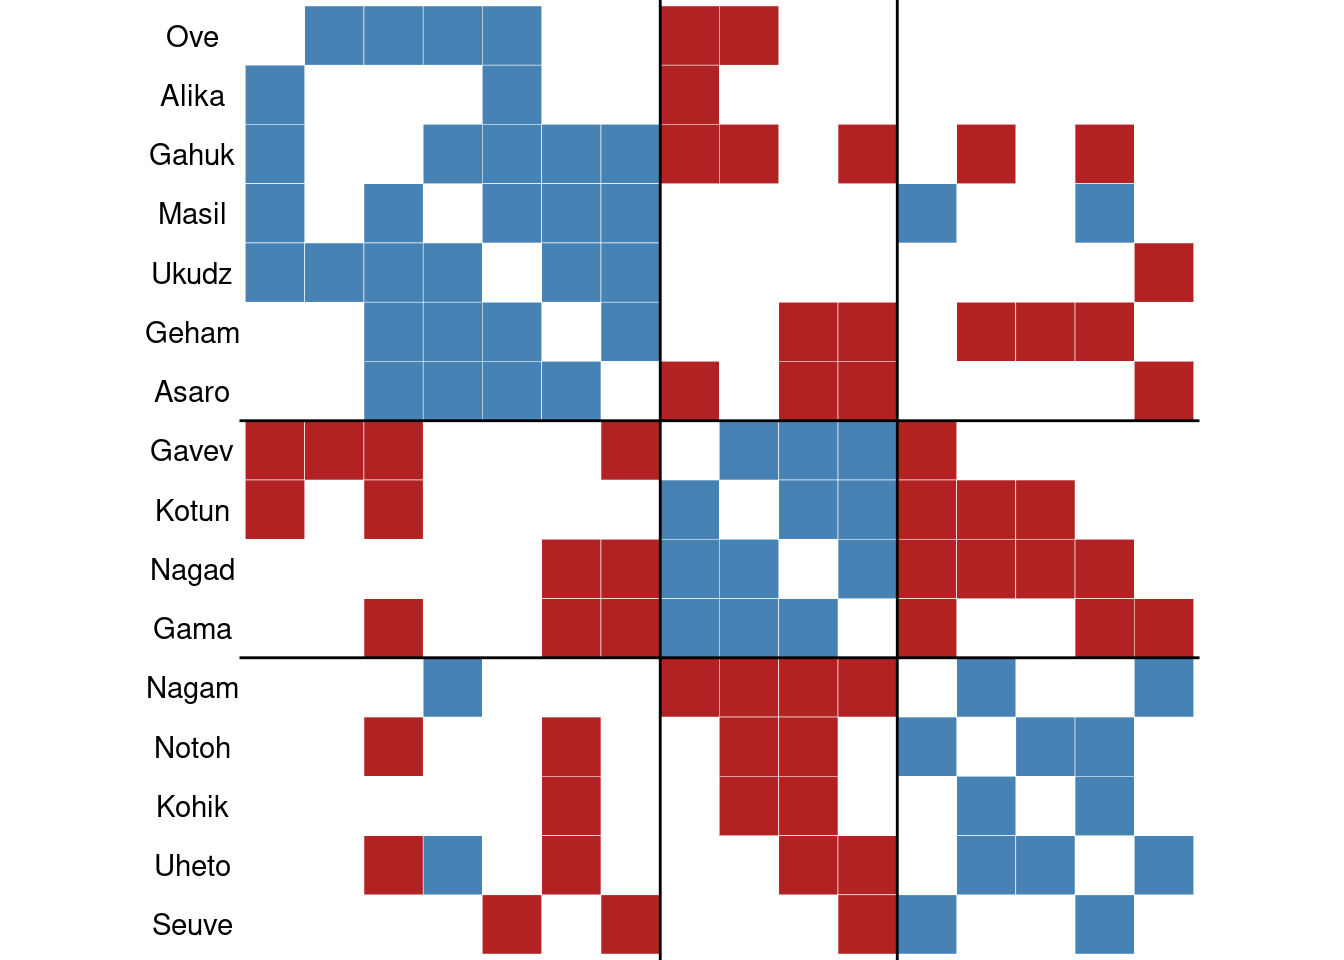 Ove
Alika
Gahuk
Masil
Ukudz
Geham
Asaro
Gavev
Kotun
Nagad
Gama
Nagam
Notoh
Kohik
Uheto
Seuve